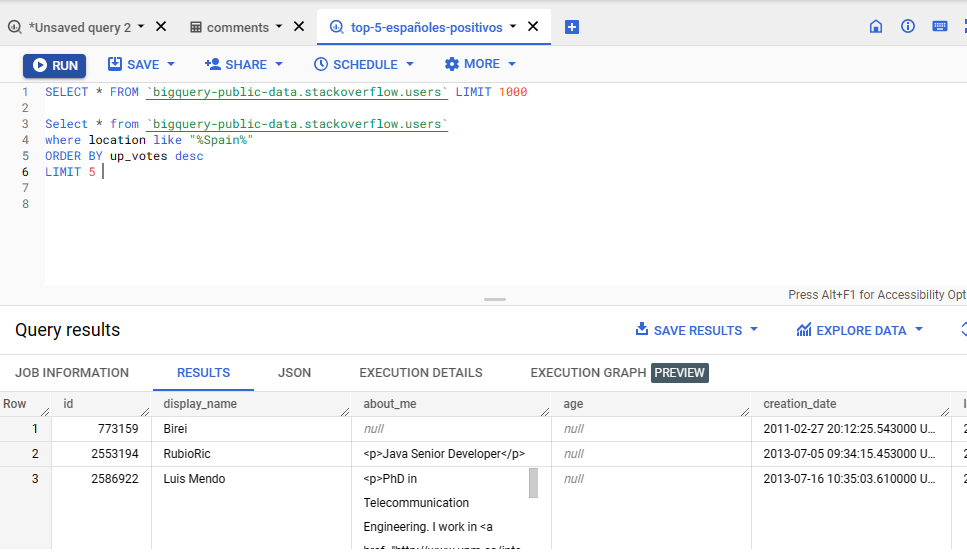 *Unsaved query 2 comments top-5-españoles-positivos
RUN SAVE SHARE SCHEDULE MORE
1 SELECT * FROM `bigquery-public-data.stackoverflow.users` LIMIT 1000
2
3 Select * from `bigquery-public-data.stackoverflow.users`
4 where location like "%Spain%"
5 ORDER BY up_votes desc
6 LIMIT 5
7
8
Press Alt+F1 for Accessibility Opt
Query results SAVE RESULTS EXPLORE DATA
JOB INFORMATION RESULTS JSON EXECUTION DETAILS EXECUTION GRAPH PREVIEW
Row id display_name about_me age creation_date
1 773159 Birei null null 2011-02-27 20:12:25.543000 U...
2 2553194 RubioRic <p>Java Senior Developer</p> null 2013-07-05 09:34:15.453000 U...
3 2586922 Luis Mendo <p>PhD in null 2013-07-16 10:35:03.610000 U...
Telecommunication
Engineering. I work in <a